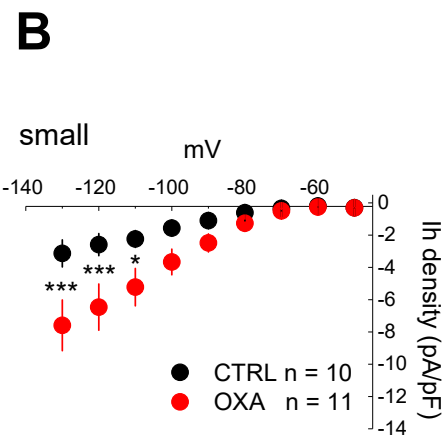 B
small
mV
-140 -120 -100 -80 -60
0
-2
-4
-6
-8
-10
-12
-14
Ih density (pA/pF)
*** *** *
CTRL n = 10
OXA n = 11